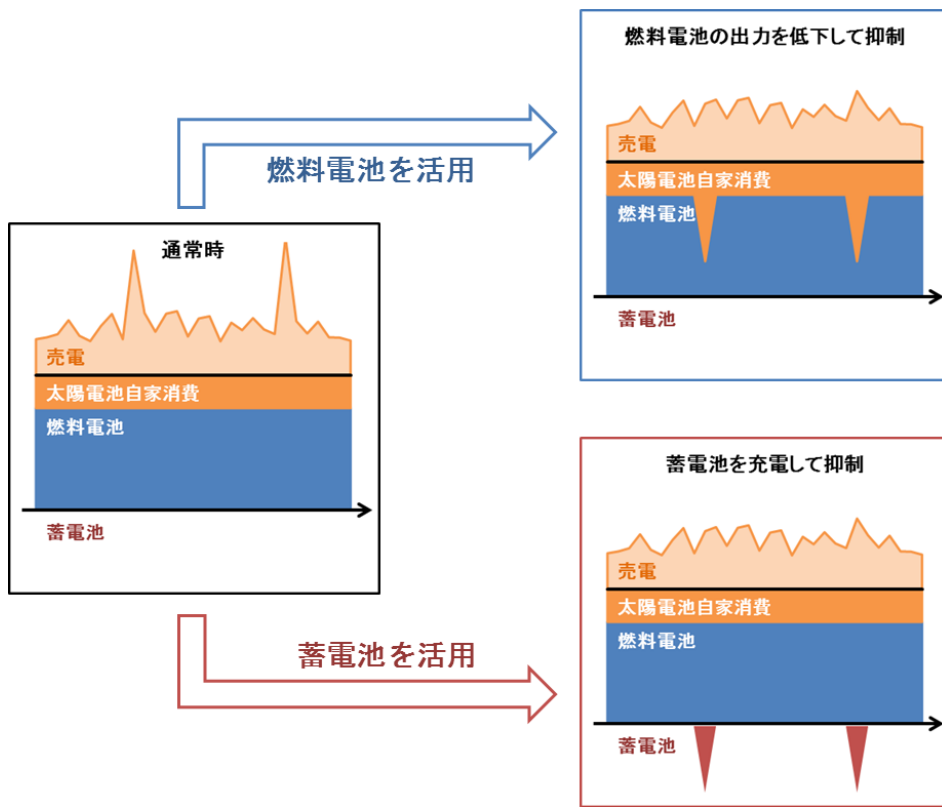 燃料電池の出力を低下して抑制
売電
太陽電池自家消費
燃料電池
蓄電池
燃料電池を活用
通常時
売電
太陽電池自家消費
燃料電池
蓄電池
蓄電池を活用
蓄電池を充電して抑制
売電
太陽電池自家消費
燃料電池
蓄電池